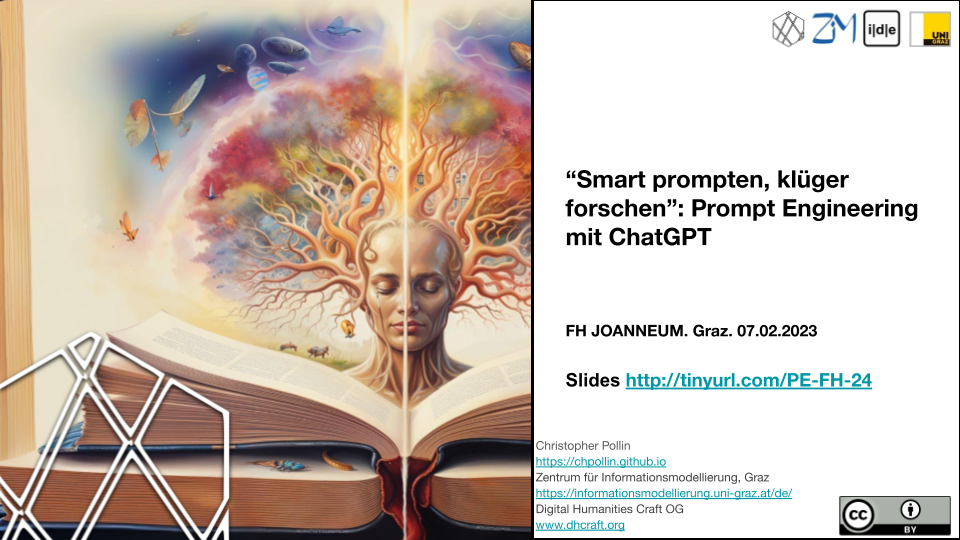 ZIM
i|d|e
UNI
GRAZ
“Smart prompten, klüger
forschen”: Prompt Engineering
mit ChatGPT
FH JOANNEUM. Graz. 07.02.2023
Slides http://tinyurl.com/PE-FH-24
Christopher Pollin
https://chpollin.github.io
Zentrum für Informationsmodellierung, Graz
https://informationsmodellierung.uni-graz.at/de/
Digital Humanities Craft OG
www.dhcraft.org
cc
BY